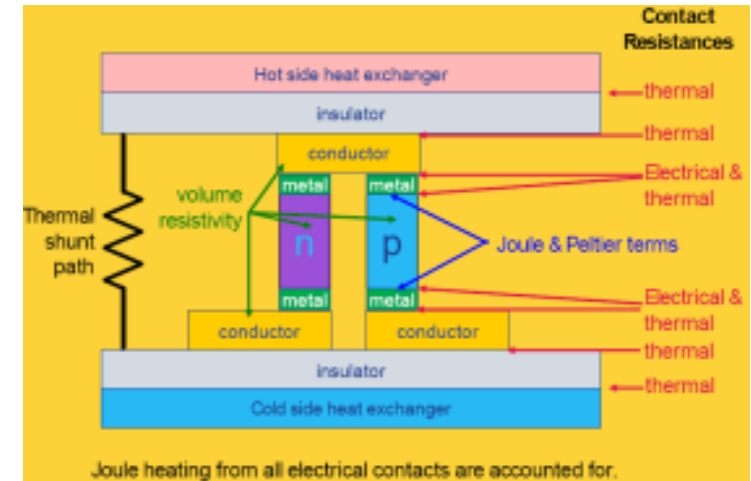 Contact
Resistances
Hot side heat exchanger
thermal
insulator
thermal
conductor
metal
metal
Electrical &
thermal
volume
resistivity
Thermal
shunt
path
n
p
Joule & Peltier terms
metal
metal
Electrical &
thermal
conductor
conductor
thermal
insulator
thermal
Cold side heat exchanger
Joule heating from all electrical contacts are accounted for.